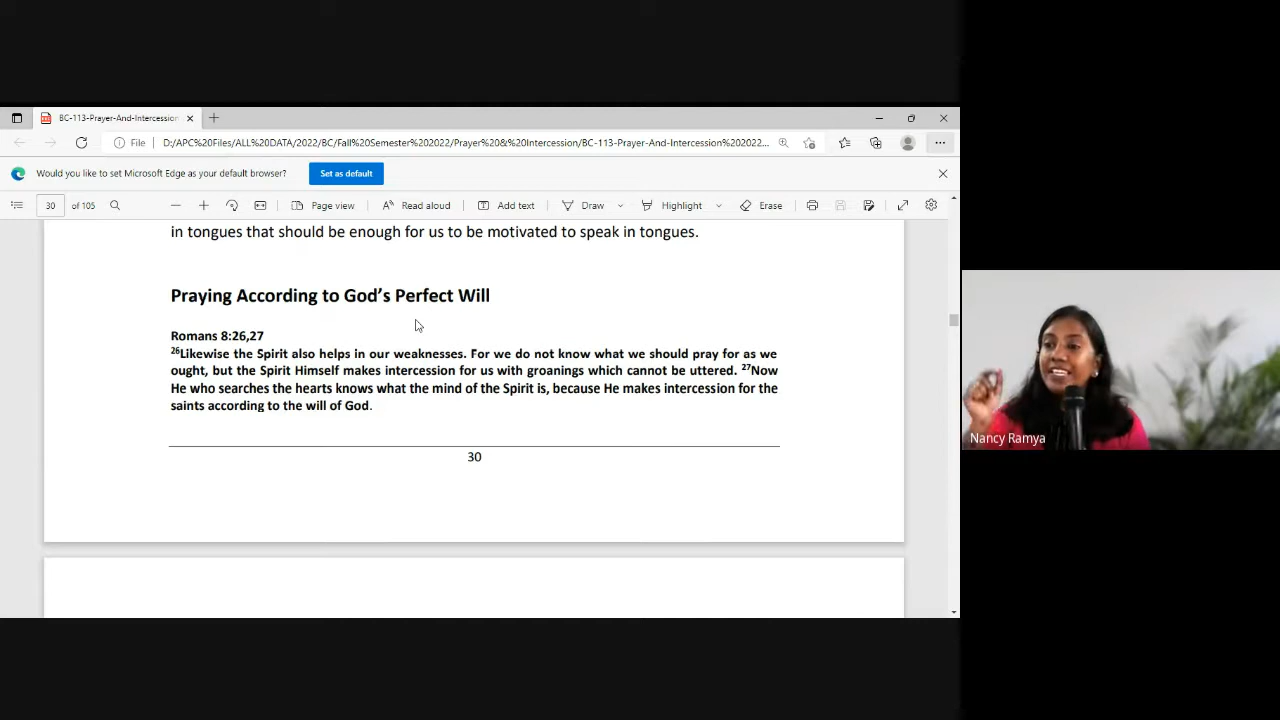 BC-113-Prayer-And-Intercession
File | D:/APC%20Files/ALL%20DATA/2022/BC/Fall%20Semester%202022/Prayer%20&%20Intercession/BC-113-Prayer-And-Intercession%202022...
Would you like to set Microsoft Edge as your default browser? Set as default
30 of 105 Page view Read aloud Add text Draw Highlight Erase
in tongues that should be enough for us to be motivated to speak in tongues.
Praying According to God's Perfect Will
Romans 8:26,27
26Likewise the Spirit also helps in our weaknesses. For we do not know what we should pray for as we
ought, but the Spirit Himself makes intercession for us with groanings which cannot be uttered. 27Now
He who searches the hearts knows what the mind of the Spirit is, because He makes intercession for the
saints according to the will of God.
30
Nancy Ramya